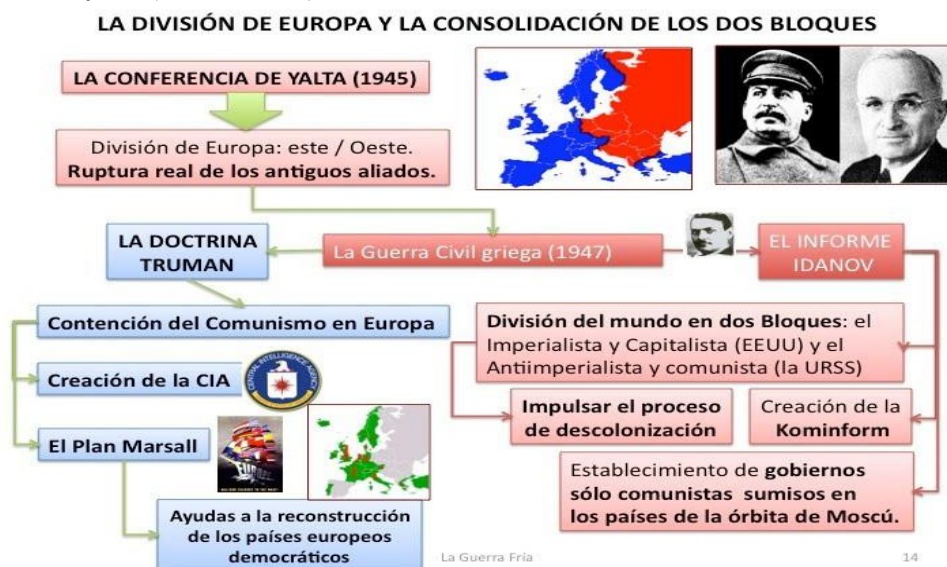 LA DIVISIÓN DE EUROPA Y LA CONSOLIDACIÓN DE LOS DOS BLOQUES
LA CONFERENCIA DE YALTA (1945)
División de Europa: este / Oeste.
Ruptura real de los antiguos aliados.
LA DOCTRINA
TRUMAN
La Guerra Civil griega (1947)
EL INFORME
IDANOV
Contención del Comunismo en Europa
Creación de la CIA
CENTRAL INTELLIGENCE AGENCY
El Plan Marsall
Ayudas a la reconstrucción
de los países europeos
democráticos
División del mundo en dos Bloques: el
Imperialista y Capitalista (EEUU) y el
Antiimperialista y comunista (la URSS)
Impulsar el proceso
de descolonización
Creación de la
Kominform
Establecimiento de gobiernos
sólo comunistas sumisos en
los países de la órbita de Moscú.
La Guerra Fría
14